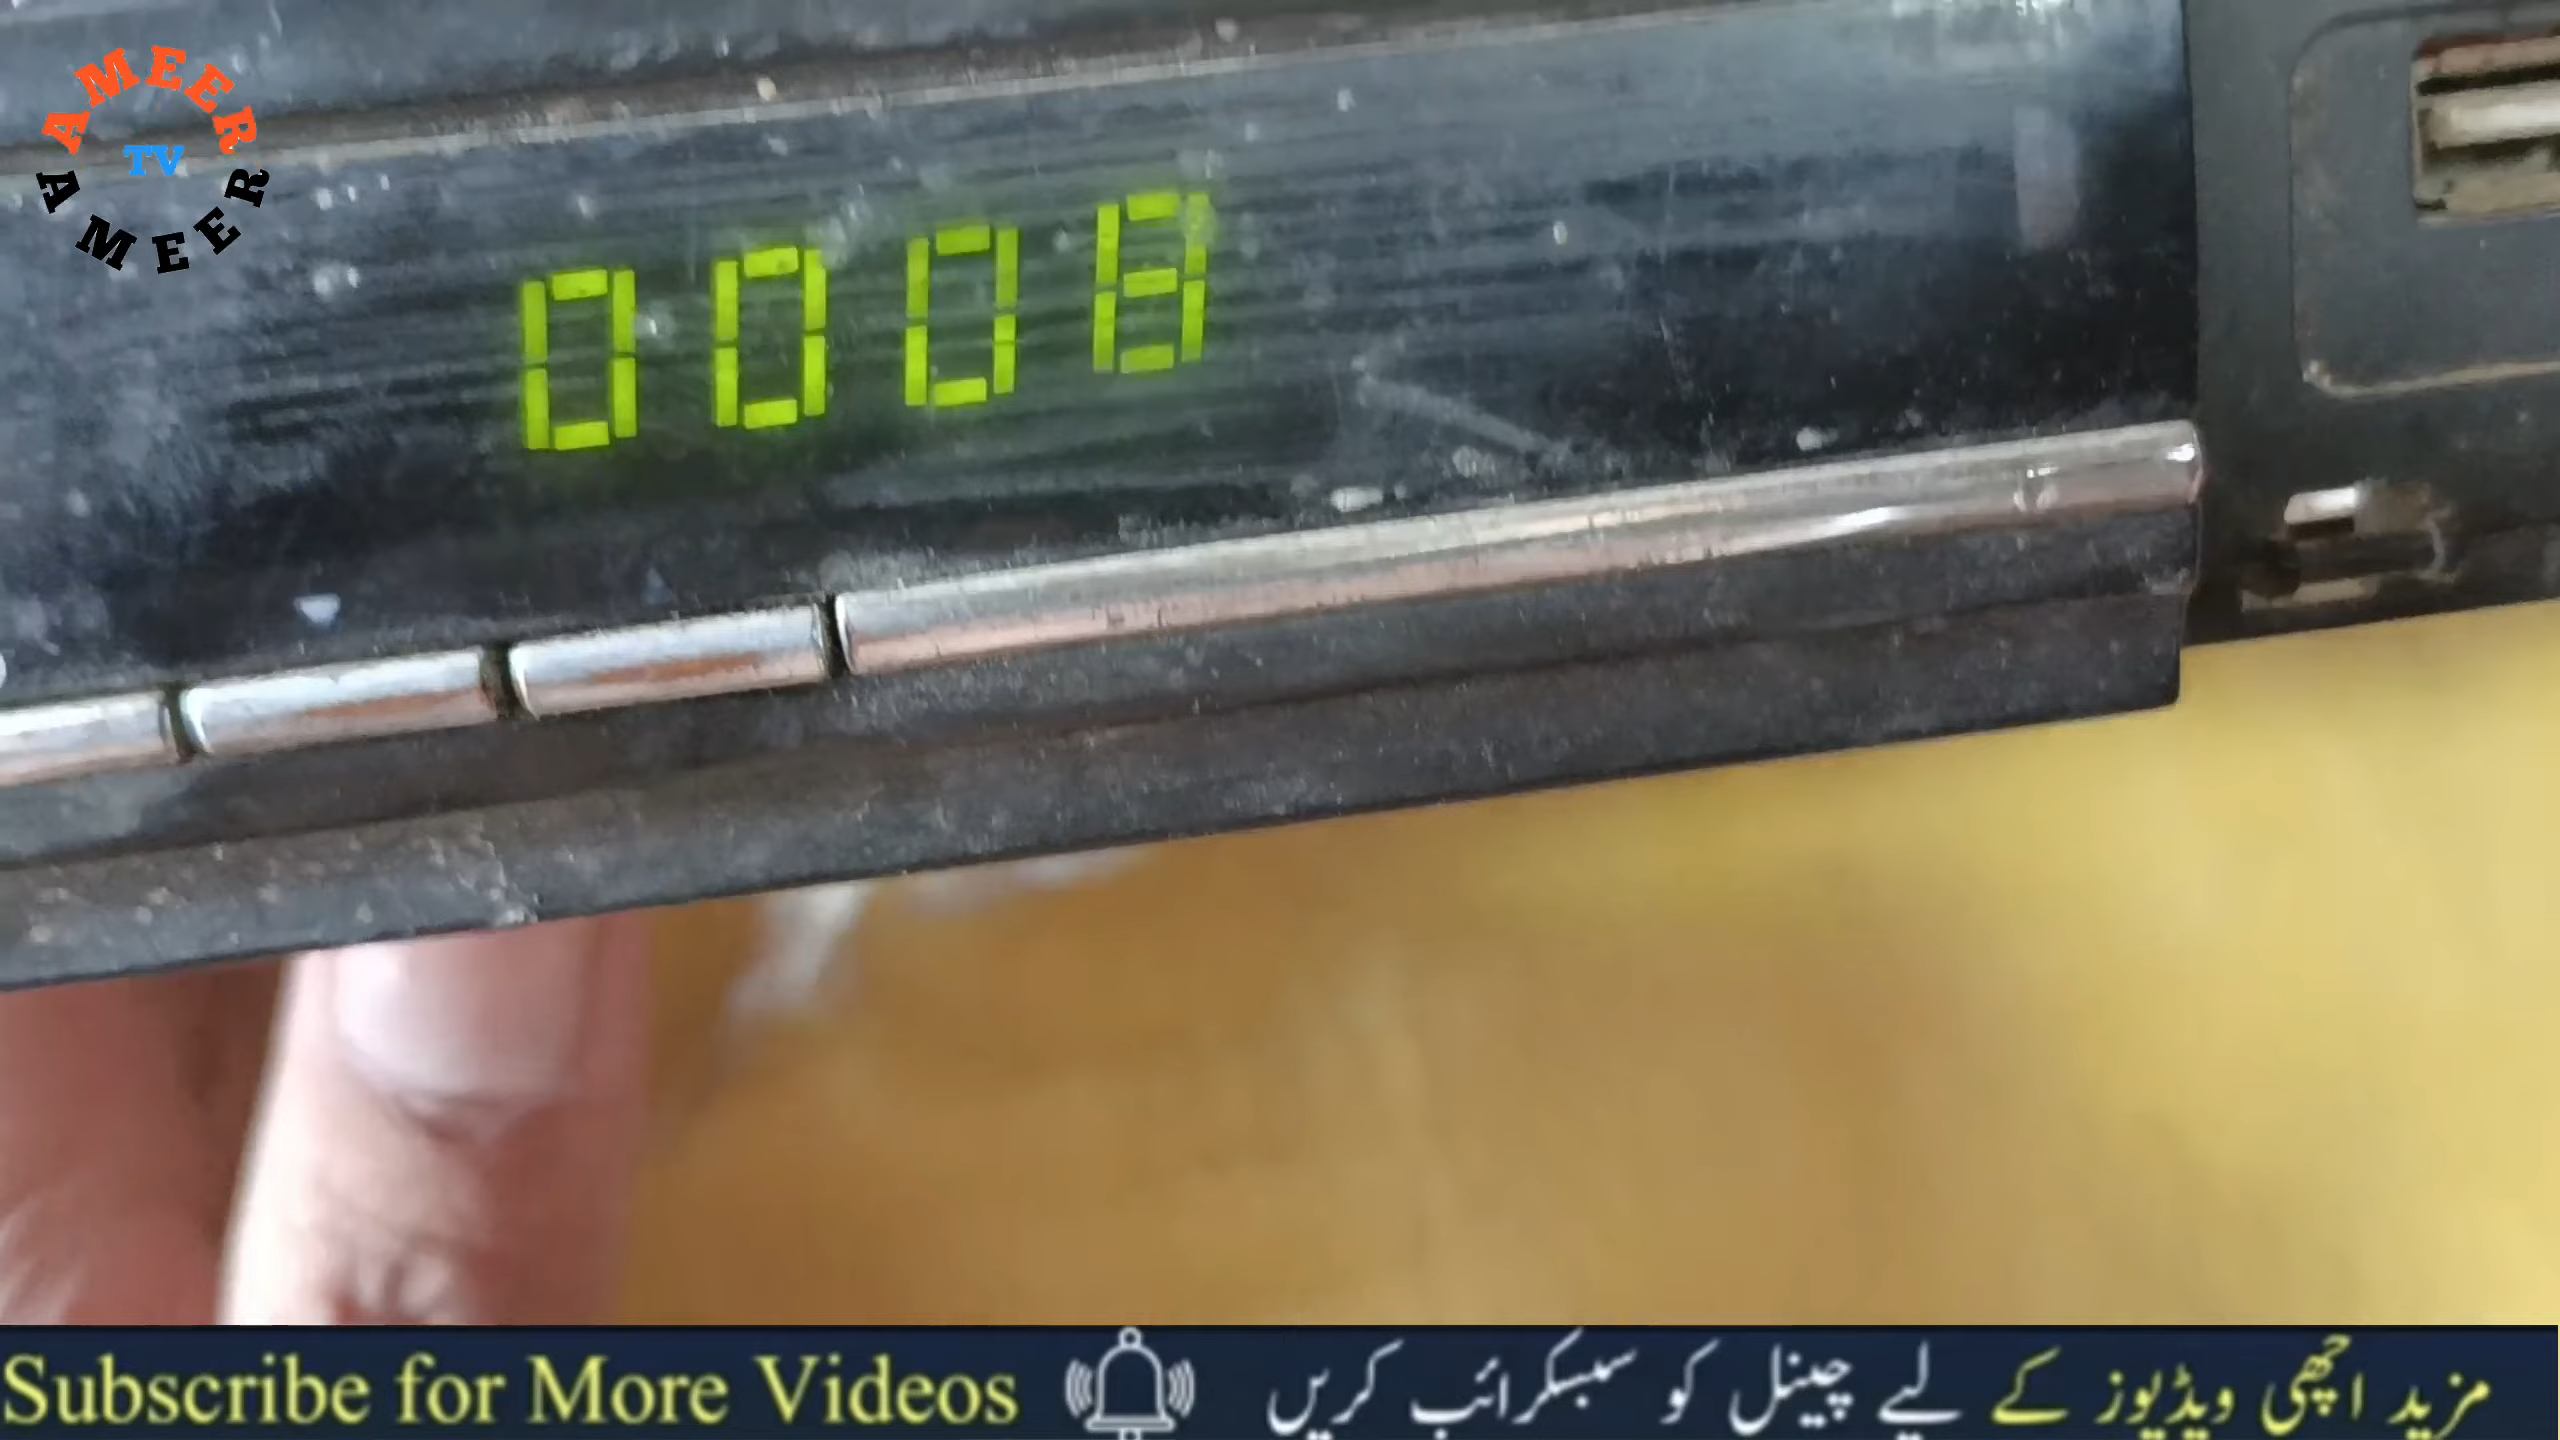 AMEER
TV
AMEER
0008
Subscribe for More Videos
مزید اچھی ویڈیوز کے لیے چینل کو سبسکرائب کریں